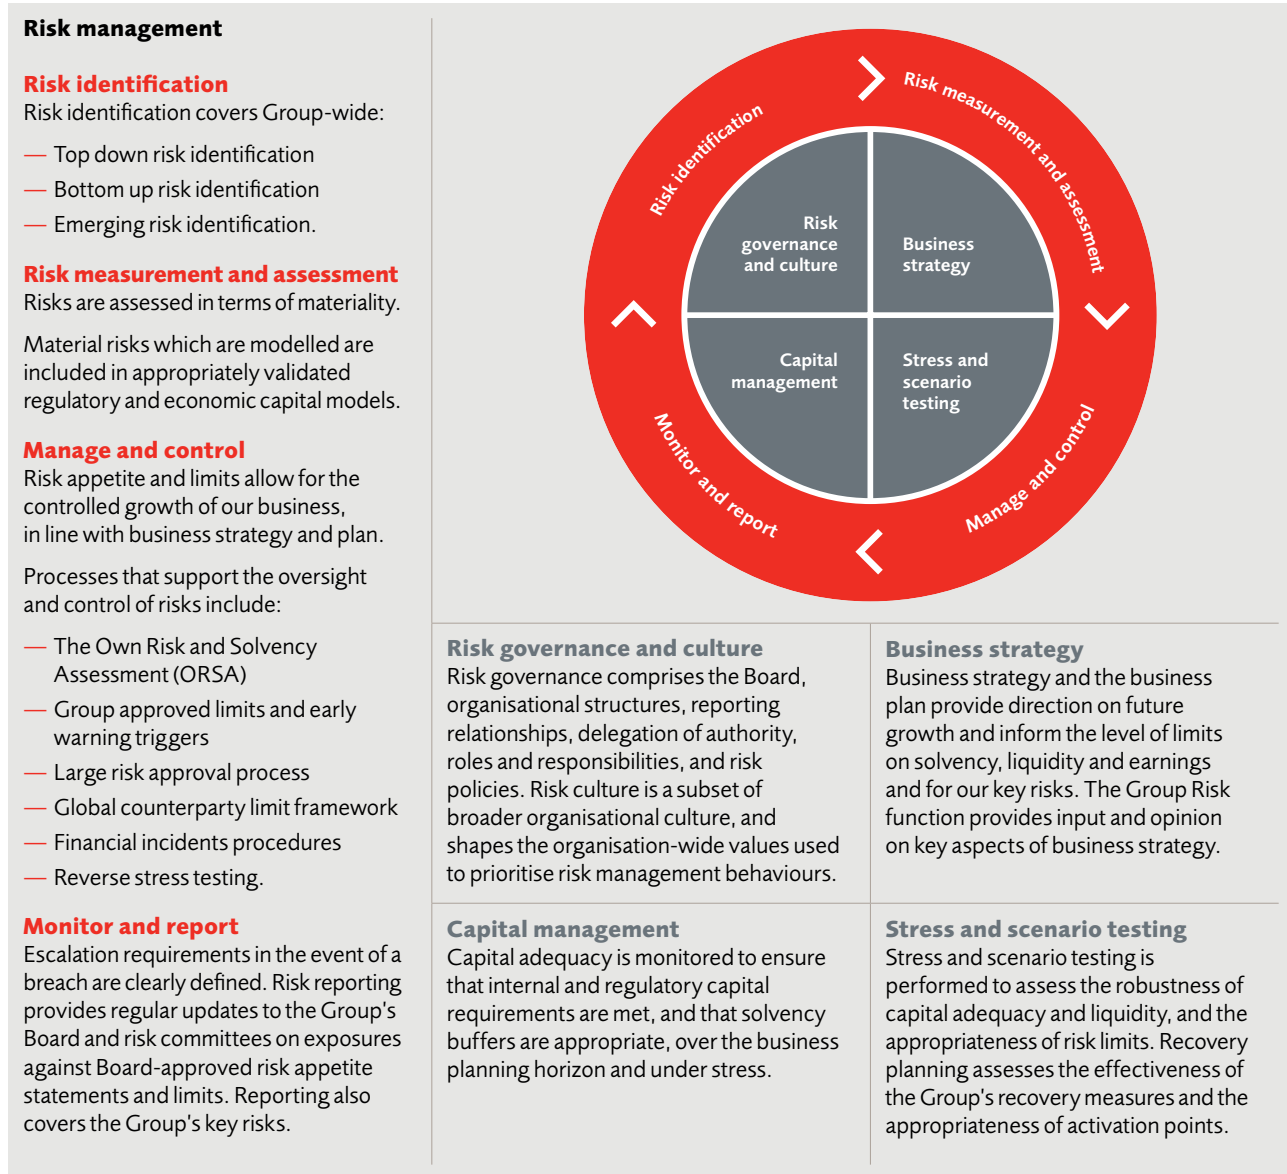 Risk management
Risk identification
Risk identification covers Group-wide:
— Top down risk identification
— Bottom up risk identification
— Emerging risk identification.
Risk measurement and assessment
Risks are assessed in terms of materiality.
Material risks which are modelled are
included in appropriately validated
regulatory and economic capital models.
Manage and control
Risk appetite and limits allow for the
controlled growth of our business,
in line with business strategy and plan.
Processes that support the oversight
and control of risks include:
— The Own Risk and Solvency
Assessment (ORSA)
— Group approved limits and early
warning triggers
— Large risk approval process
— Global counterparty limit framework
— Financial incidents procedures
— Reverse stress testing.
Monitor and report
Escalation requirements in the event of a
breach are clearly defined. Risk reporting
provides regular updates to the Group's
Board and risk committees on exposures
against Board-approved risk appetite
statements and limits. Reporting also
covers the Group's key risks.
Risk identification
Risk measurement and assessment
Manage and control
Monitor and report
Risk
governance
and culture
Business
strategy
Capital
management
Stress and
scenario
testing
Risk governance and culture
Risk governance comprises the Board,
organisational structures, reporting
relationships, delegation of authority,
roles and responsibilities, and risk
policies. Risk culture is a subset of
broader organisational culture, and
shapes the organisation-wide values used
to prioritise risk management behaviours.
Business strategy
Business strategy and the business
plan provide direction on future
growth and inform the level of limits
on solvency, liquidity and earnings
and for our key risks. The Group Risk
function provides input and opinion
on key aspects of business strategy.
Capital management
Capital adequacy is monitored to ensure
that internal and regulatory capital
requirements are met, and that solvency
buffers are appropriate, over the business
planning horizon and under stress.
Stress and scenario testing
Stress and scenario testing is
performed to assess the robustness of
capital adequacy and liquidity, and the
appropriateness of risk limits. Recovery
planning assesses the effectiveness of
the Group's recovery measures and the
appropriateness of activation points.